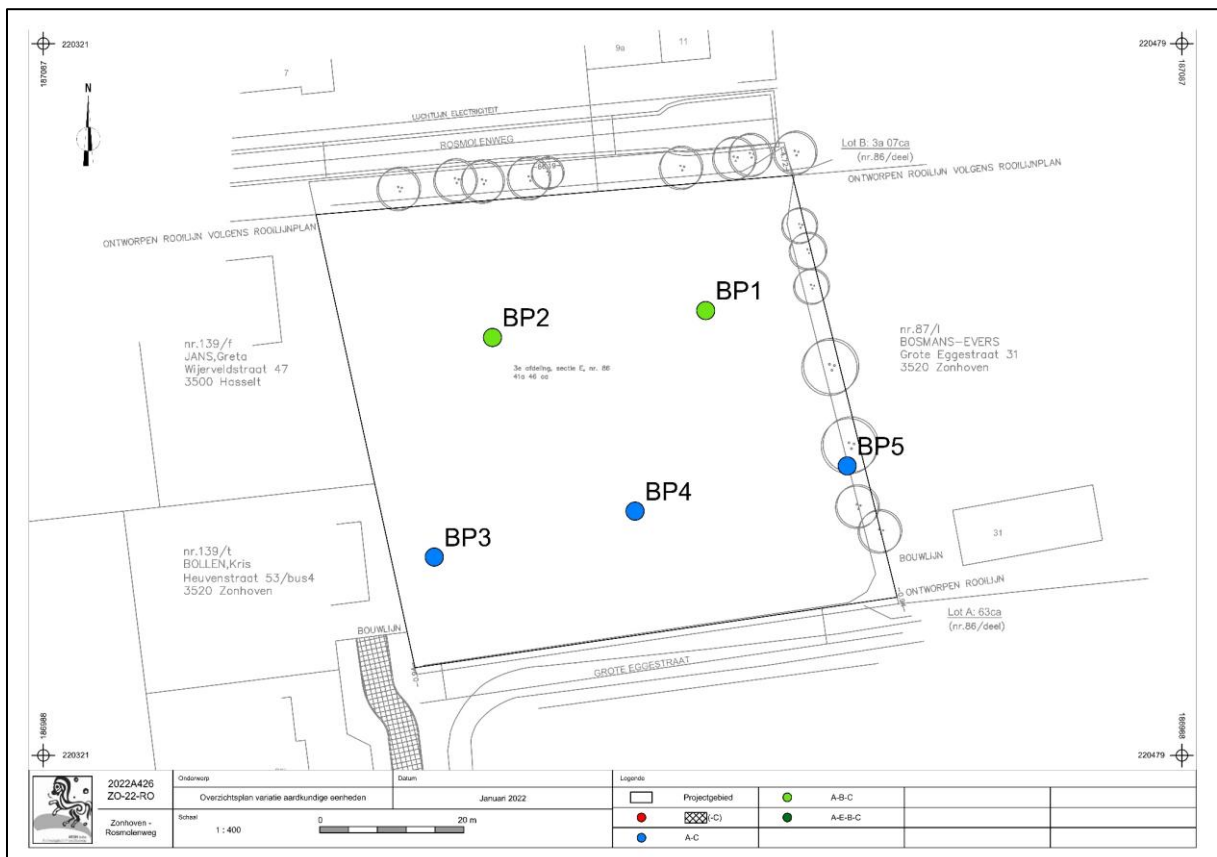 220321
187087
220479
187087
N
7
9a
11
LUCHTLIJN ELECTRICITEIT
ROSMOLENWEG
Lot B: 3a 07ca
(nr.86/deel)
ONTWORPEN ROOILIJN VOLGENS ROOILIJNPLAN
ONTWORPEN ROOILIJN VOLGENS ROOILIJNPLAN
BP1
BP2
nr.139/f
JANS,Greta
Wijerveldstraat 47
3500 Hasselt
3e afdeling, sectie E, nr. 86
41a 46 ca
nr.87/l
BOSMANS-EVERS
Grote Eggestraat 31
3520 Zonhoven
BP5
BP4
BP3
31
nr.139/t
BOLLEN,Kris
Heuvenstraat 53/bus4
3520 Zonhoven
BOUWLIJN
ONTWORPEN ROOILIJN
Lot A: 63ca
(nr.86/deel)
BOUWLIJN
GROTE EGGESTRAAT
186988
220321
220479
2022A426
ZO-22-RO
Zonhoven -
Rosmolenweg
Onderwerp
Overzichtsplan variatie aardkundige eenheden
Datum
Januari 2022
Schaal
1 : 400
0
20 m
Legende
Projectgebied
A-B-C
(-C)
A-E-B-C
A-C